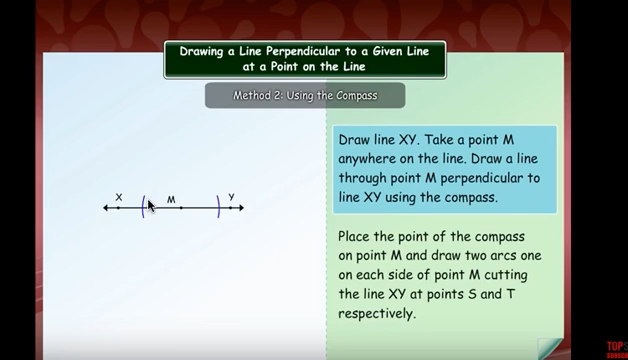 Drawing a Line Perpendicular to a Given Line
at a Point on the Line
Method 2: Using the Compass
Draw line XY. Take a point M
anywhere on the line. Draw a line
through point M perpendicular to
line XY using the compass.
X M Y
Place the point of the compass
on point M and draw two arcs one
on each side of point M cutting
the line XY at points S and T
respectively.
TOP